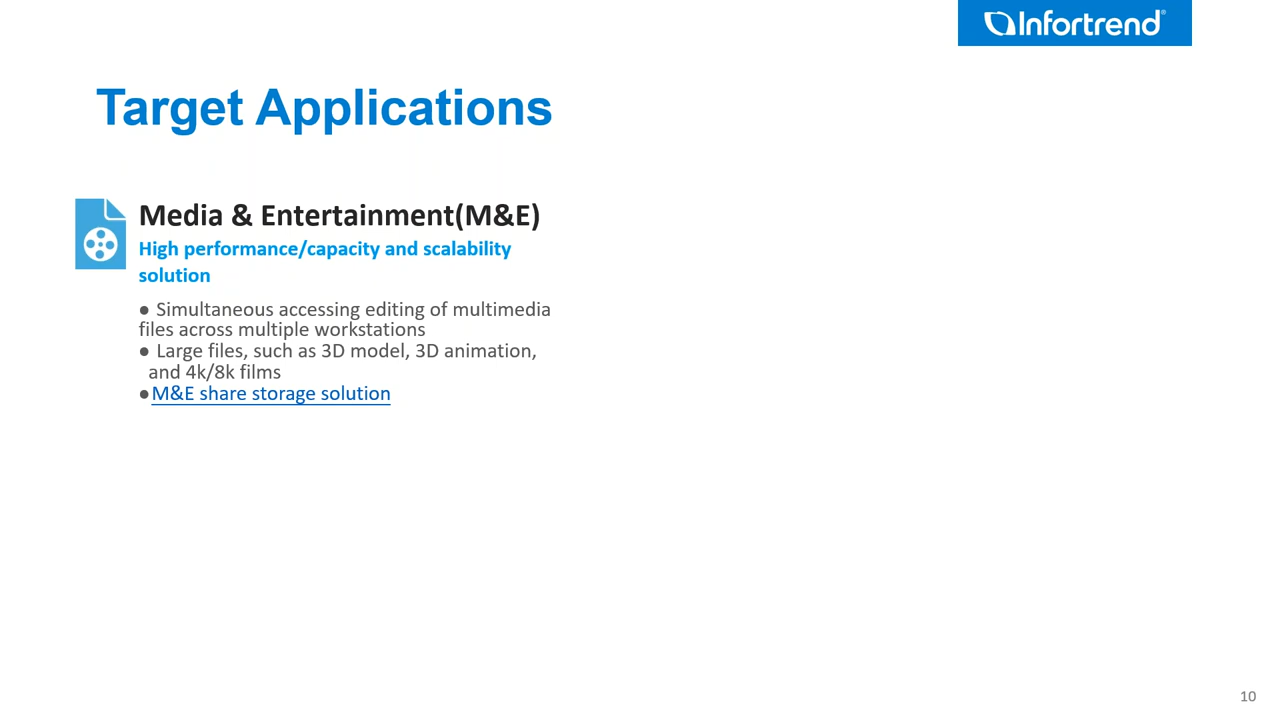 Infortrend®
Target Applications
Media & Entertainment(M&E)
High performance/capacity and scalability
solution
● Simultaneous accessing editing of multimedia
files across multiple workstations
● Large files, such as 3D model, 3D animation,
and 4k/8k films
●M&E share storage solution
10